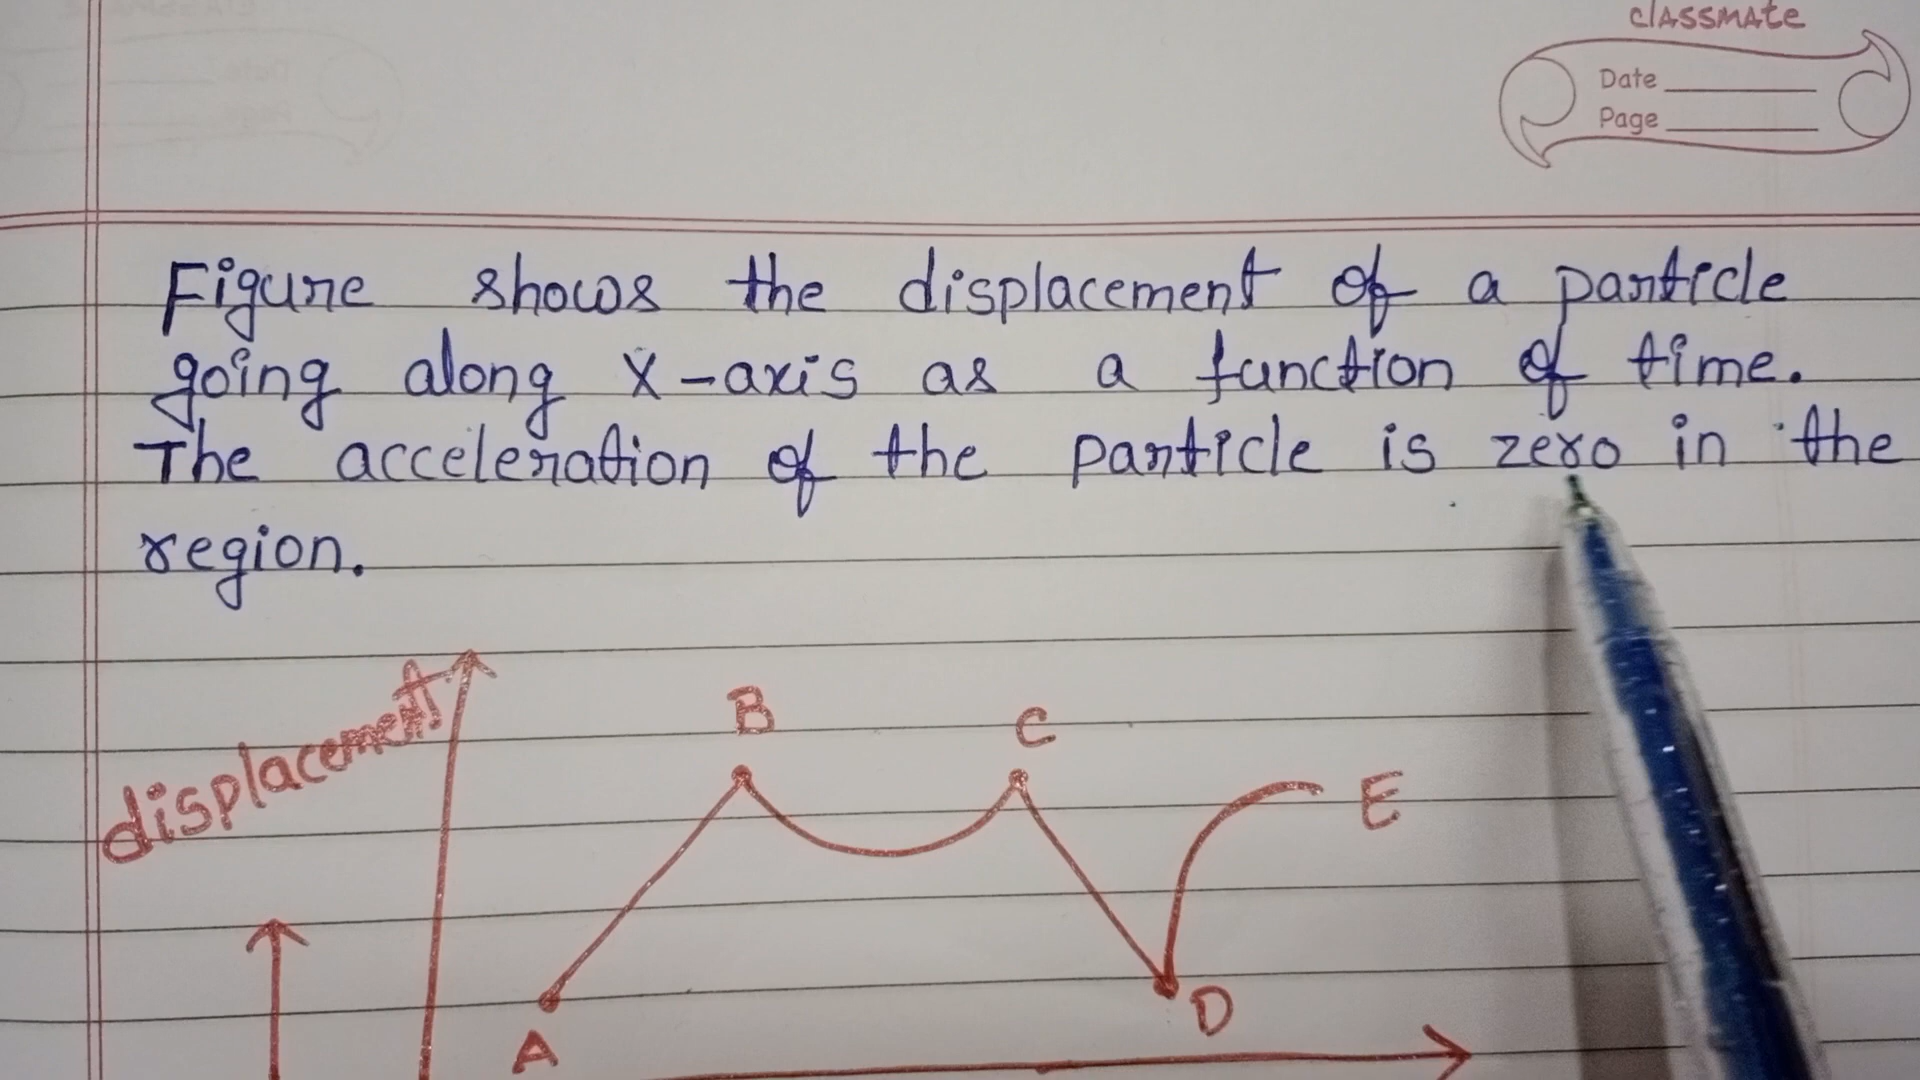 classmate
Date
Page
Figure shows the displacement of a particle
going along X-axis as a function of time.
The acceleration of the particle is zero in the
region.
displacement
B
C
E
A
D